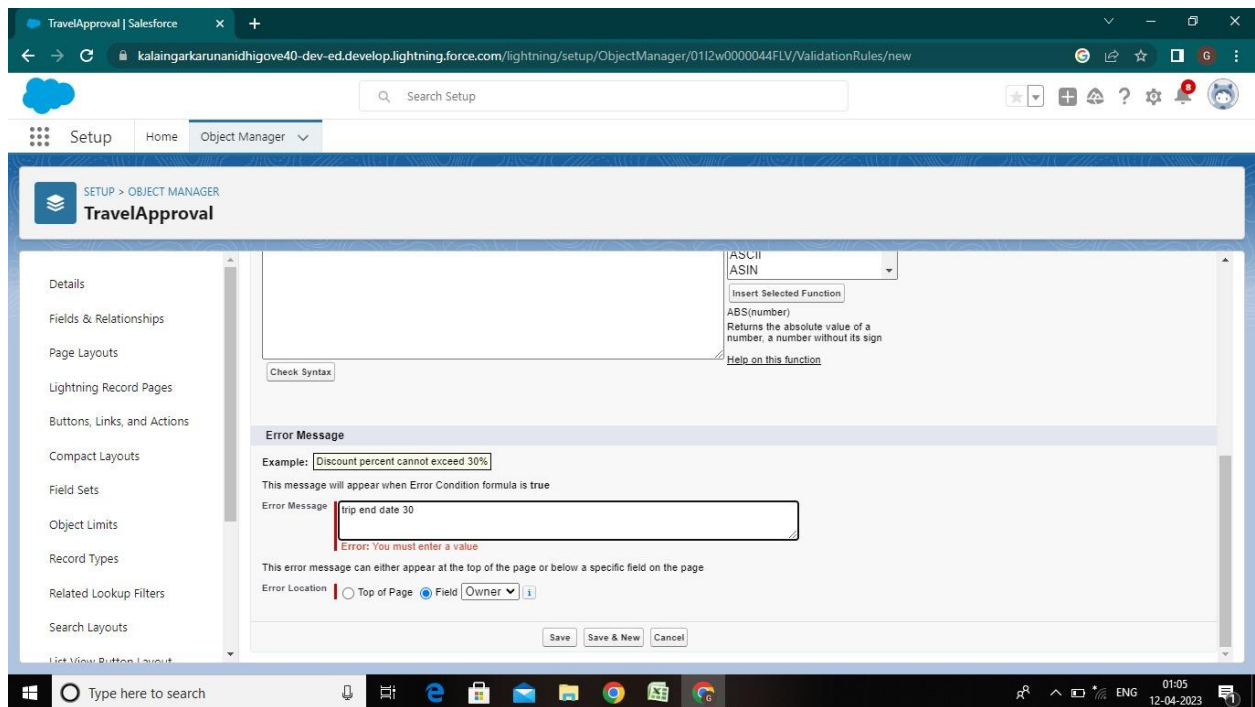 TravelApproval | Salesforce
kalaingarkarunanidhigove40-dev-ed.develop.lightning.force.com/lightning/setup/ObjectManager/01I2w0000044FLV/ValidationRules/new
G
Search Setup
8
Setup Home Object Manager
SETUP > OBJECT MANAGER
TravelApproval
Details
Fields & Relationships
Page Layouts
Lightning Record Pages
Buttons, Links, and Actions
Compact Layouts
Field Sets
Object Limits
Record Types
Related Lookup Filters
Search Layouts
List View Button Layout
ASCII
ASIN
Insert Selected Function
ABS(number)
Returns the absolute value of a
number, a number without its sign
Help on this function
Check Syntax
Error Message
Example: Discount percent cannot exceed 30%
This message will appear when Error Condition formula is true
Error Message trip end date 30
Error: You must enter a value
This error message can either appear at the top of the page or below a specific field on the page
Error Location Top of Page Field Owner i
Save Save & New Cancel
Type here to search
ENG
01:05
12-04-2023
1